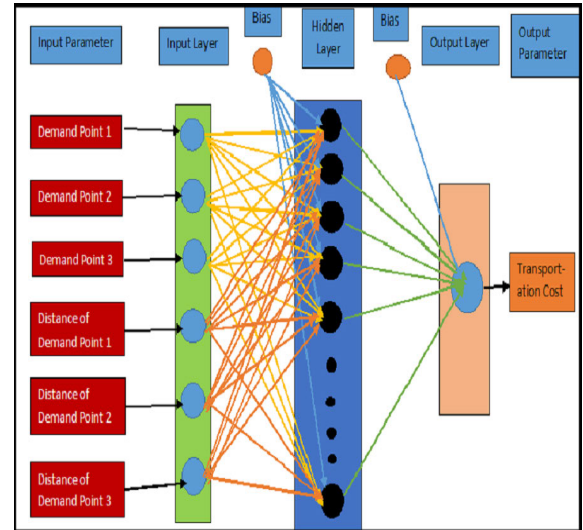 Input Parameter
Input Layer
Bias
Hidden
Layer
Bias
Output Layer
Output
Parameter
Demand Point 1
Demand Point 2
Demand Point 3
Distance of
Demand Point 1
Distance of
Demand Point 2
Distance of
Demand Point 3
Transport-
ation Cost